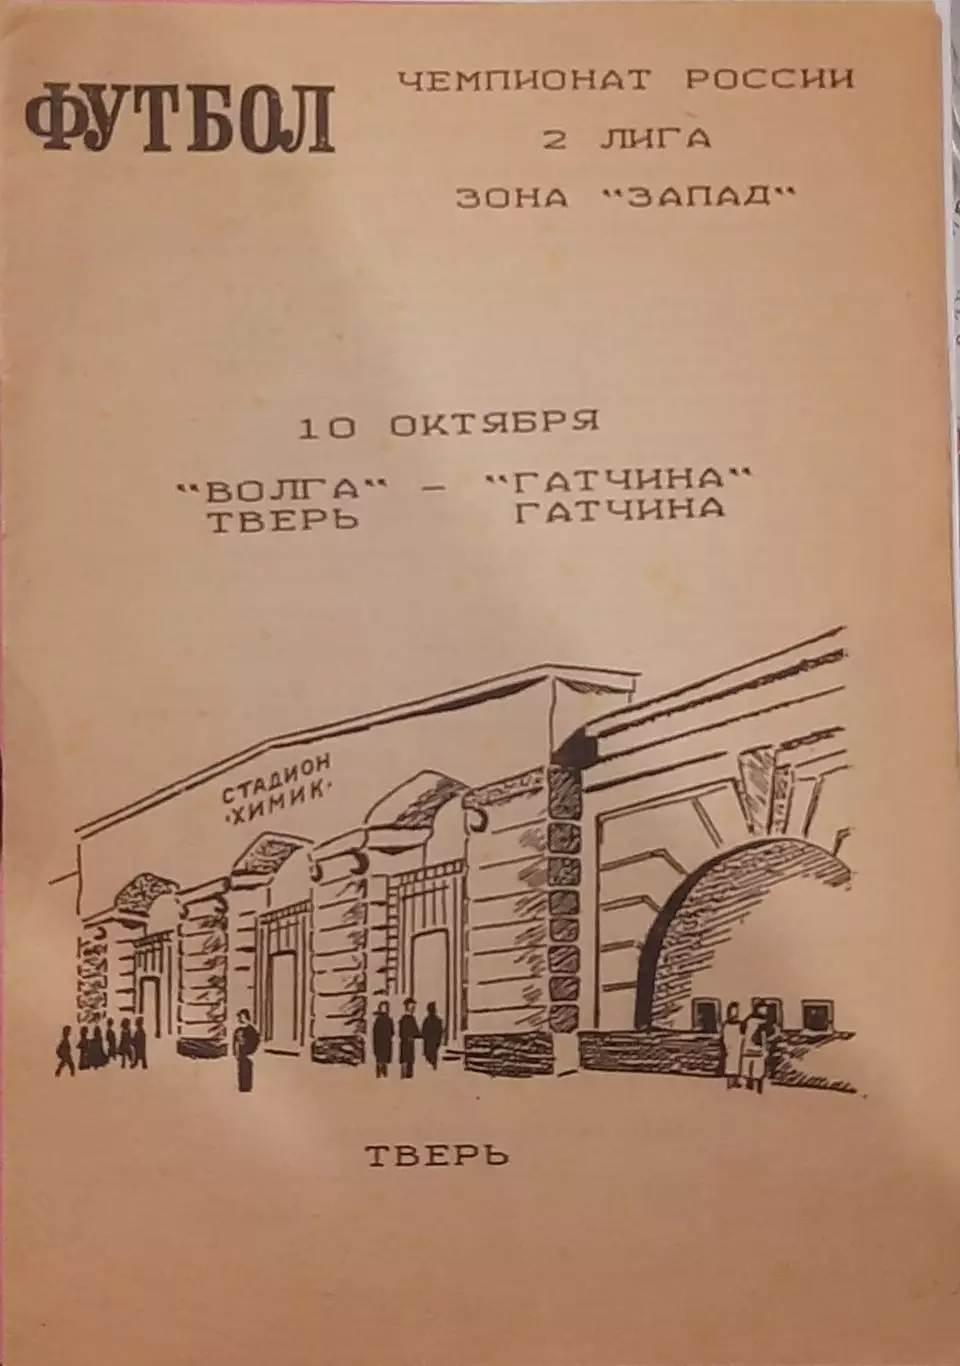 ФУТБОЛ
ЧЕМПИОНАТ РОССИИ
2 ЛИГА
ЗОНА "ЗАПАД"
10 ОКТЯБРЯ
"ВОЛГА" - "ГАТЧИНА"
ТВЕРЬ ГАТЧИНА
СТАДИОН
"ХИМИК"
ТВЕРЬ